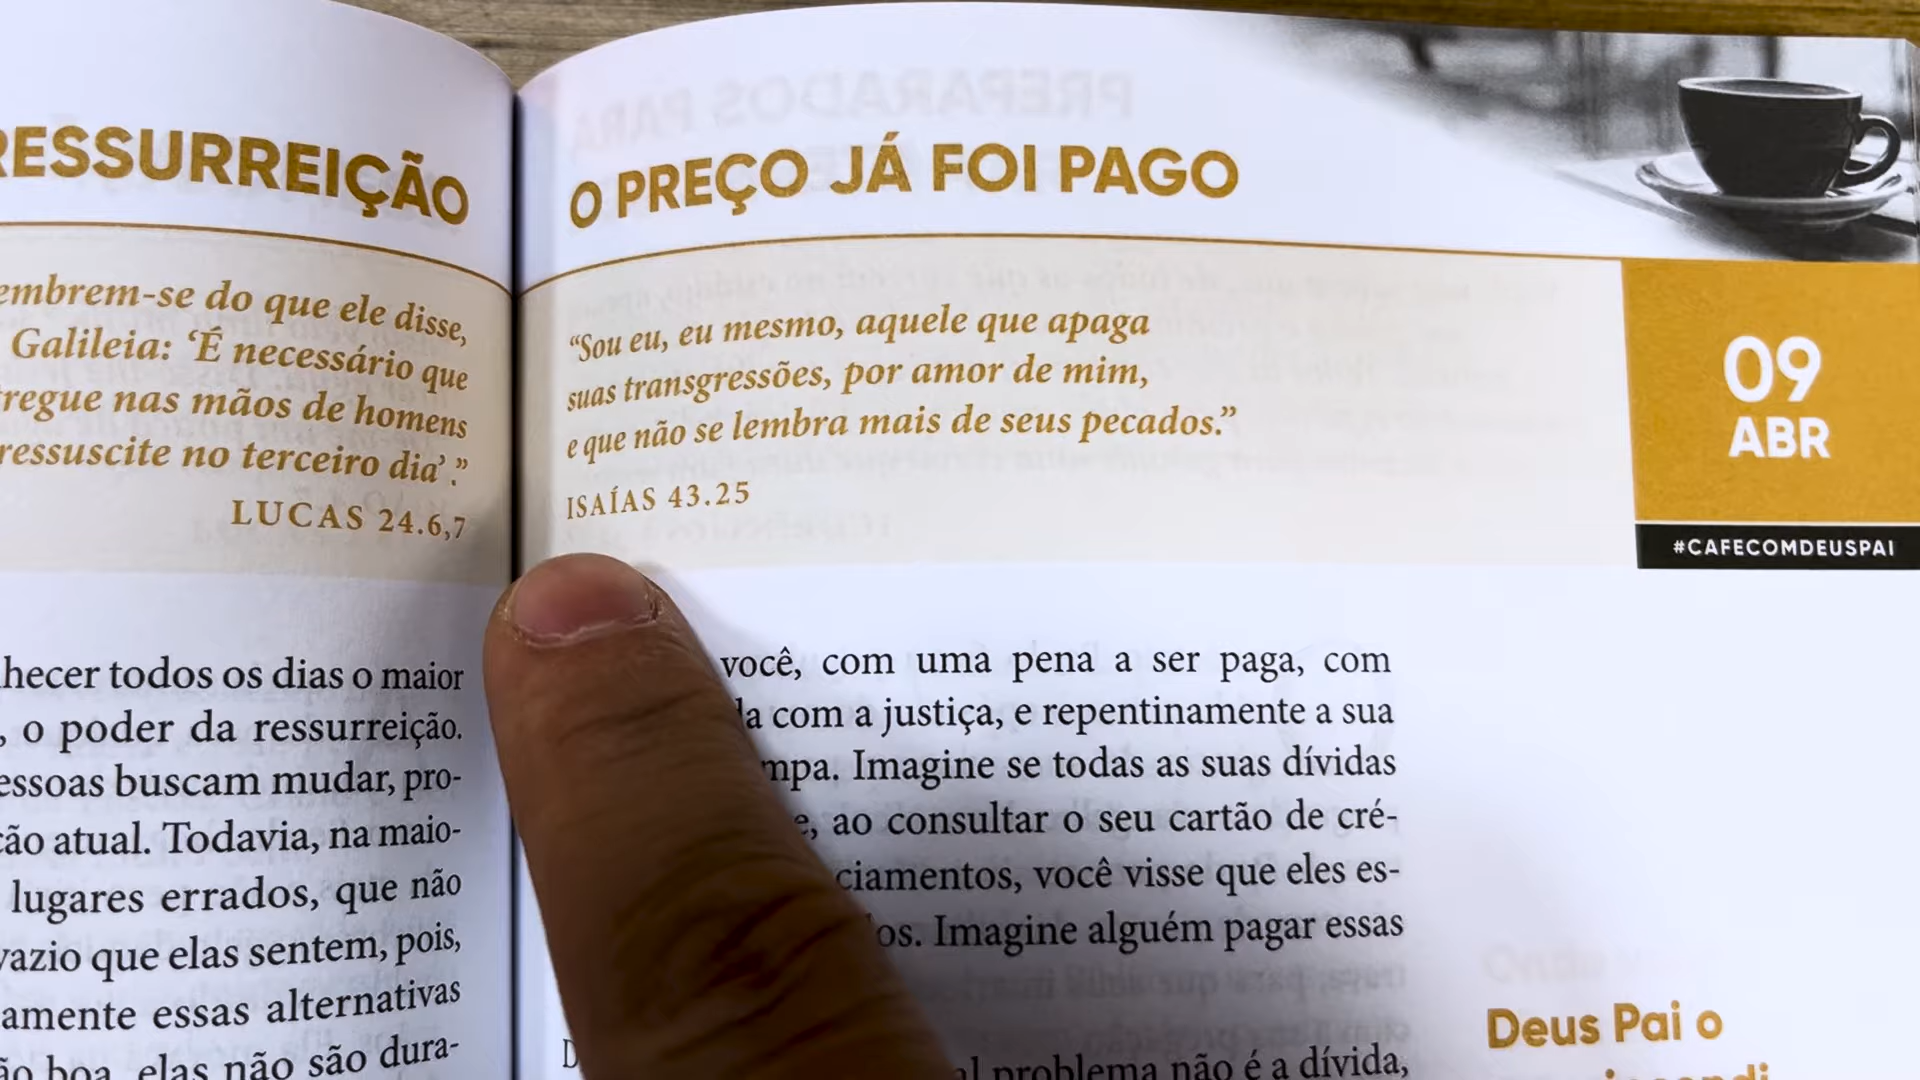 RESSURREIÇÃO
embrem-se do que ele disse,
Galileia: ‘É necessário que
regue nas mãos de homens
ressuscite no terceiro dia’.”
LUCAS 24.6,7
hecer todos os dias o maior
, o poder da ressurreição.
essoas buscam mudar, pro-
ção atual. Todavia, na maio-
lugares errados, que não
vazio que elas sentem, pois,
amente essas alternativas
ão boa, elas não são dura-
O PREÇO JÁ FOI PAGO
“Sou eu, eu mesmo, aquele que apaga
suas transgressões, por amor de mim,
e que não se lembra mais de seus pecados.”
ISAÍAS 43.25
09
ABR
#CAFECOMDEUSPAI
você, com uma pena a ser paga, com
da com a justiça, e repentinamente a sua
mpa. Imagine se todas as suas dívidas
e, ao consultar o seu cartão de cré-
ciamentos, você visse que eles es-
os. Imagine alguém pagar essas
al problema não é a dívida,
Deus Pai o